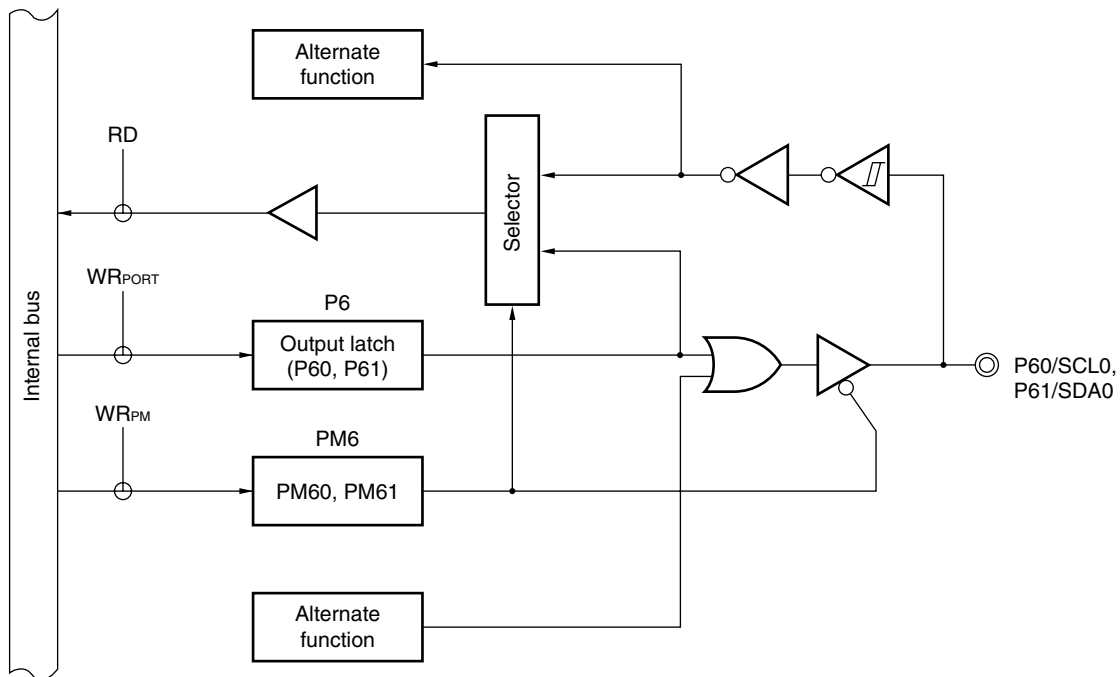 Alternate
function
RD
Selector
WRPORT
P6
Internal bus
Output latch
(P60, P61)
P60/SCL0,
P61/SDA0
WRPM
PM6
PM60, PM61
Alternate
function